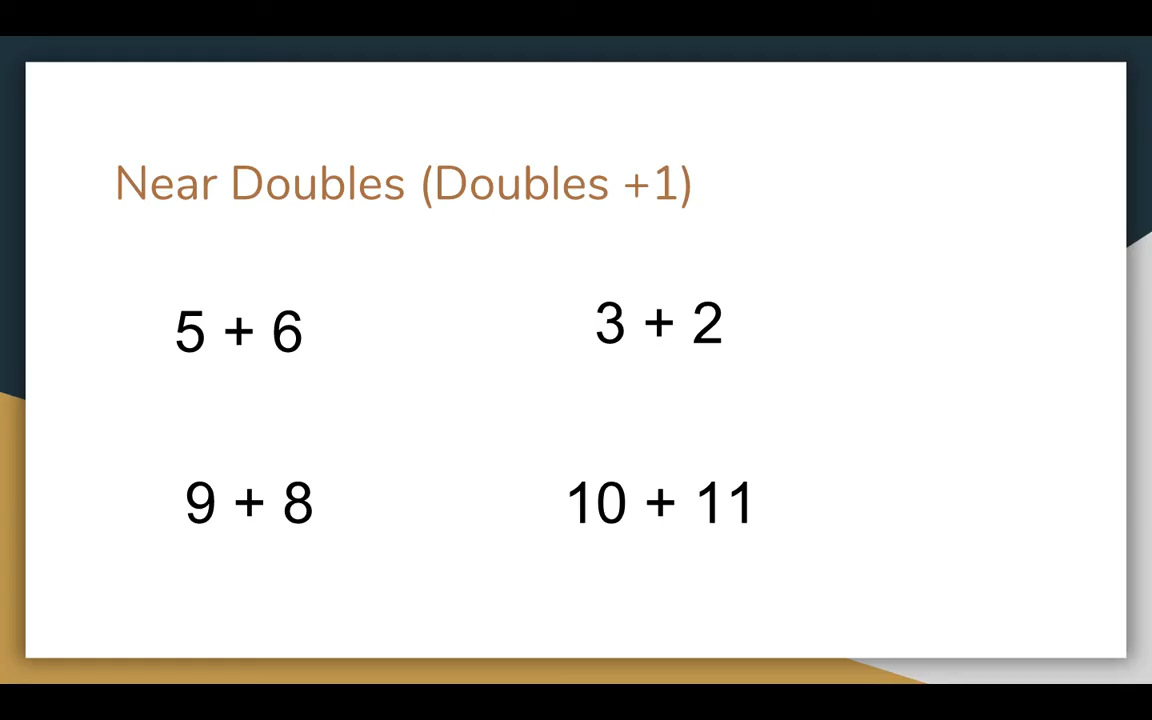 Near Doubles (Doubles +1)
5 + 6
3 + 2
9 + 8
10 + 11